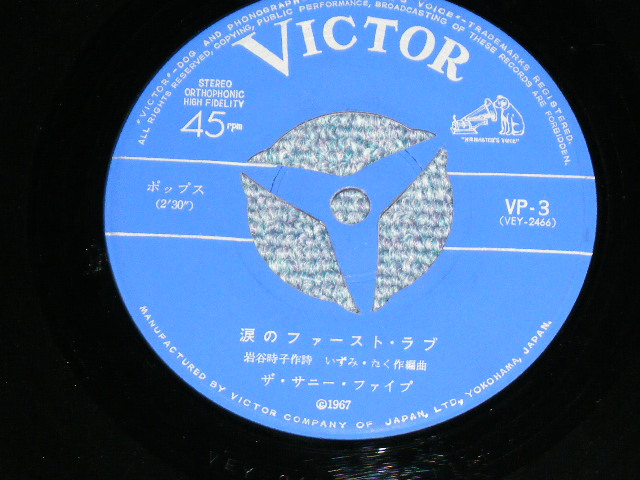 "VICTOR"—DOG AND PHONOGRAPH
VOICE"—TRADEMARKS REGISTERED.
ALL RIGHTS RESERVED, COPYING, PUBLIC PERFORMANCE, BROADCASTING OF THESE RECORDS ARE FORBIDDEN.
VICTOR
STEREO
ORTHOPHONIC
HIGH FIDELITY
45 rpm
"HIS MASTER'S VOICE"
ポップス
(2'30")
VP-3
(VEY-2466)
涙のファースト・ラブ
岩谷時子作詩 いずみ・たく作編曲
ザ・サニー・ファイブ
Ⓟ1967
MANUFACTURED BY VICTOR COMPANY OF JAPAN, LTD., YOKOHAMA, JAPAN.